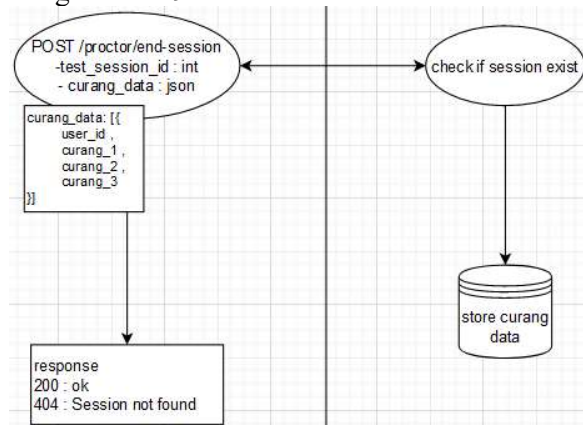 POST /proctor/end-session
-test_session_id : int
- curang_data : json
check if session exist
curang_data: [{
user_id ,
curang_1 ,
curang_2 ,
curang_3
}]
store curang
data
response
200 : ok
404 : Session not found